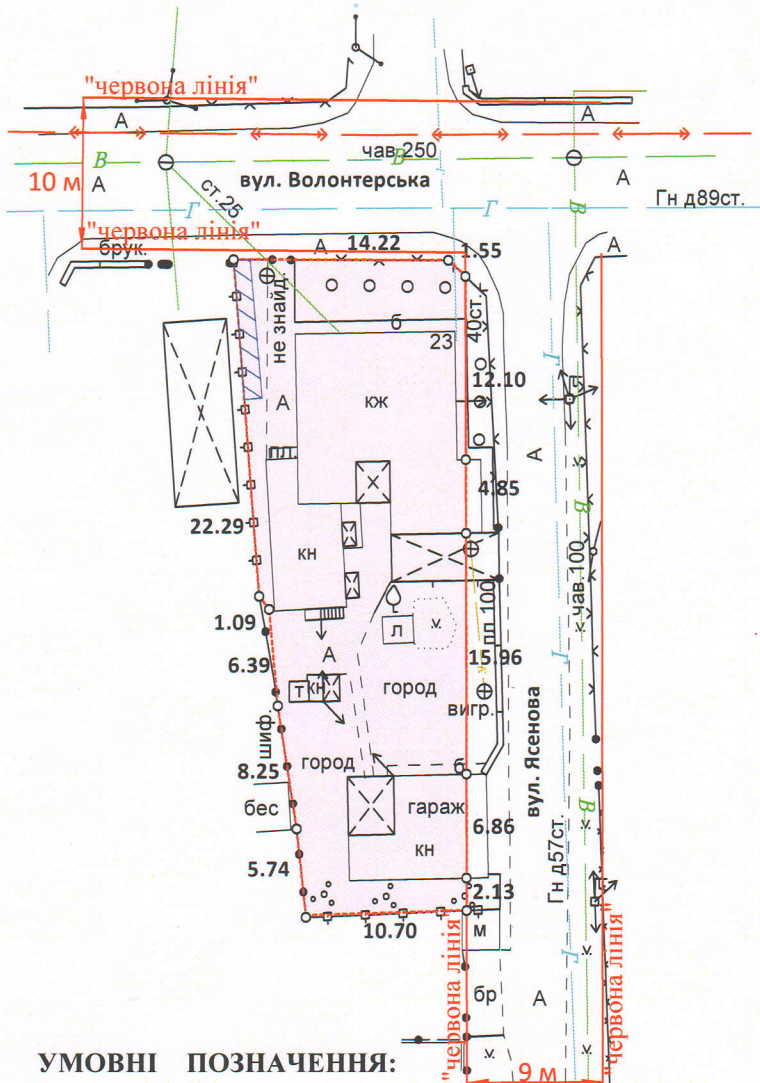 "червона лінія"
А
А
В
чав 250
В
А
А
10 м
ст.25
вул. Волонтерська
Г
Г
Гн д89ст.
В
"червона лінія"
брук.
А
14.22
1.55
А
не знайд.
б
23
40ст.
Г
12.10
А
кж
П
А
пл.
х
4.85
В
22.29
кн
чав.100
пл 100
1.09
Л
15.96
Г
6.39
А
т
кн
город
вигр.
вул. Ясенова
шиф.
город
8.25
б
В
бес
гараж
6.86
кн
Гн д57ст.
5.74
2.13
П
10.70
м
Г
"червона лінія"
"червона лінія"
бр
А
УМОВНІ ПОЗНАЧЕННЯ:
9 м